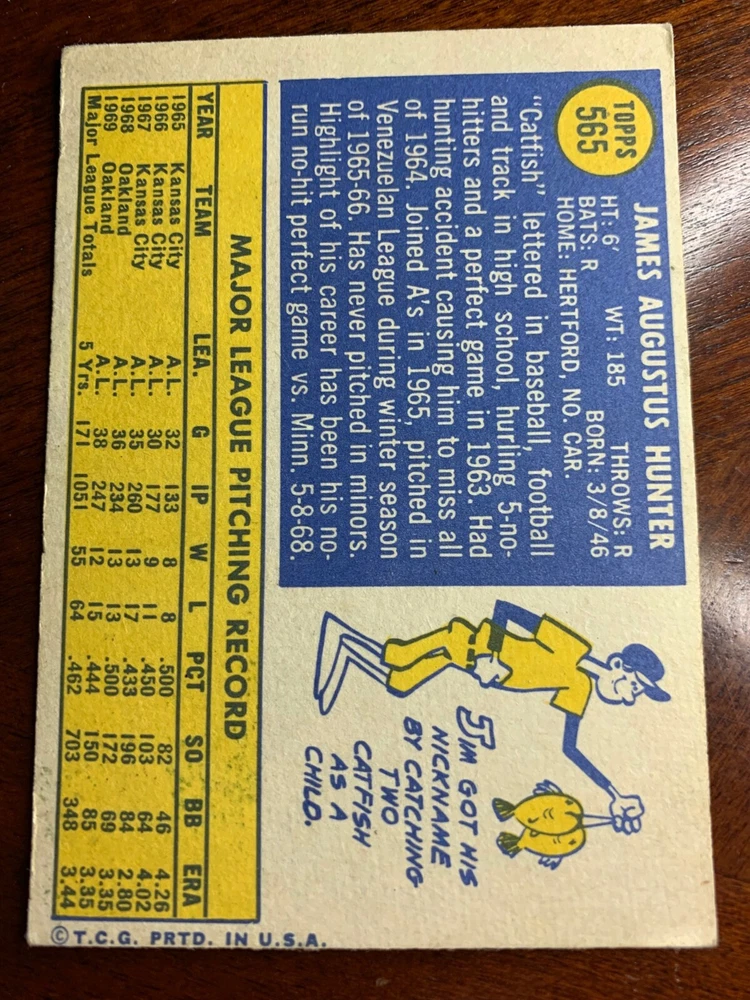 TOPPS
565
JAMES AUGUSTUS HUNTER
HT: 6' WT: 185 THROWS: R
BATS: R BORN: 3/8/46
HOME: HERTFORD, NO. CAR.
"Catfish" lettered in baseball, football
and track in high school, hurling 5-no-
hitters and a perfect game in 1963. Had
hunting accident causing him to miss all
of 1964. Joined A's in 1965, pitched in
Venezuelan League during winter season
of 1965-66. Has never pitched in minors.
Highlight of his career has been his no-
run no-hit perfect game vs. Minn. 5-8-68.
JIM GOT HIS
NICKNAME
BY CATCHING
TWO
CATFISH
AS A
CHILD.
MAJOR LEAGUE PITCHING RECORD
YEAR TEAM LEA G IP W L PCT SO BB ERA
1965 Kansas City A.L. 32 133 8 8 .500 82 46 4.26
1966 Kansas City A.L. 30 177 9 11 .450 103 64 4.02
1967 Kansas City A.L. 35 260 13 17 .433 196 84 2.80
1968 Oakland A.L. 36 234 13 13 .500 172 69 3.35
1969 Oakland A.L. 38 247 12 15 .444 150 85 3.35
Major League Totals 5 Yrs. 171 1051 55 64 .462 703 348 3.44
© T.C.G. PRTD. IN U.S.A.